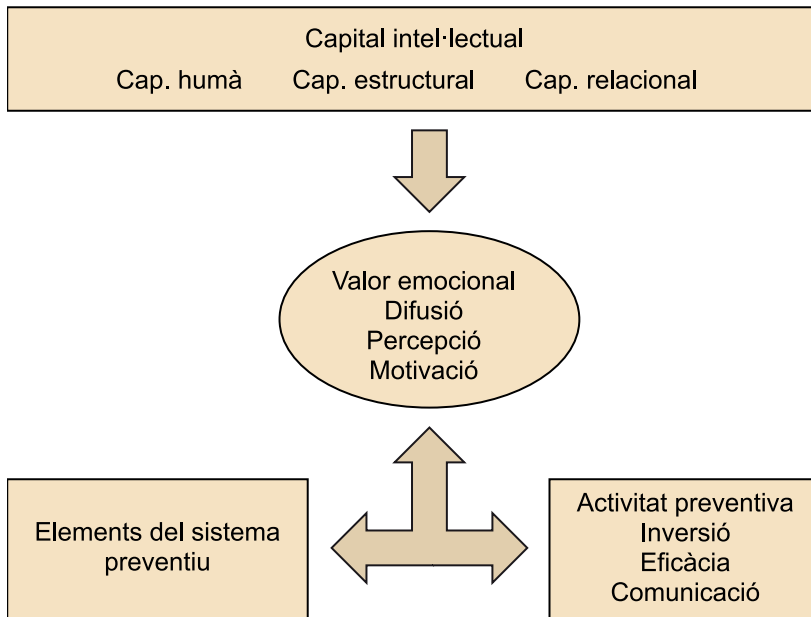 Capital intel·lectual
Cap. humà Cap. estructural Cap. relacional
Valor emocional
Difusió
Percepció
Motivació
Elements del sistema
preventiu
Activitat preventiva
Inversió
Eficàcia
Comunicació